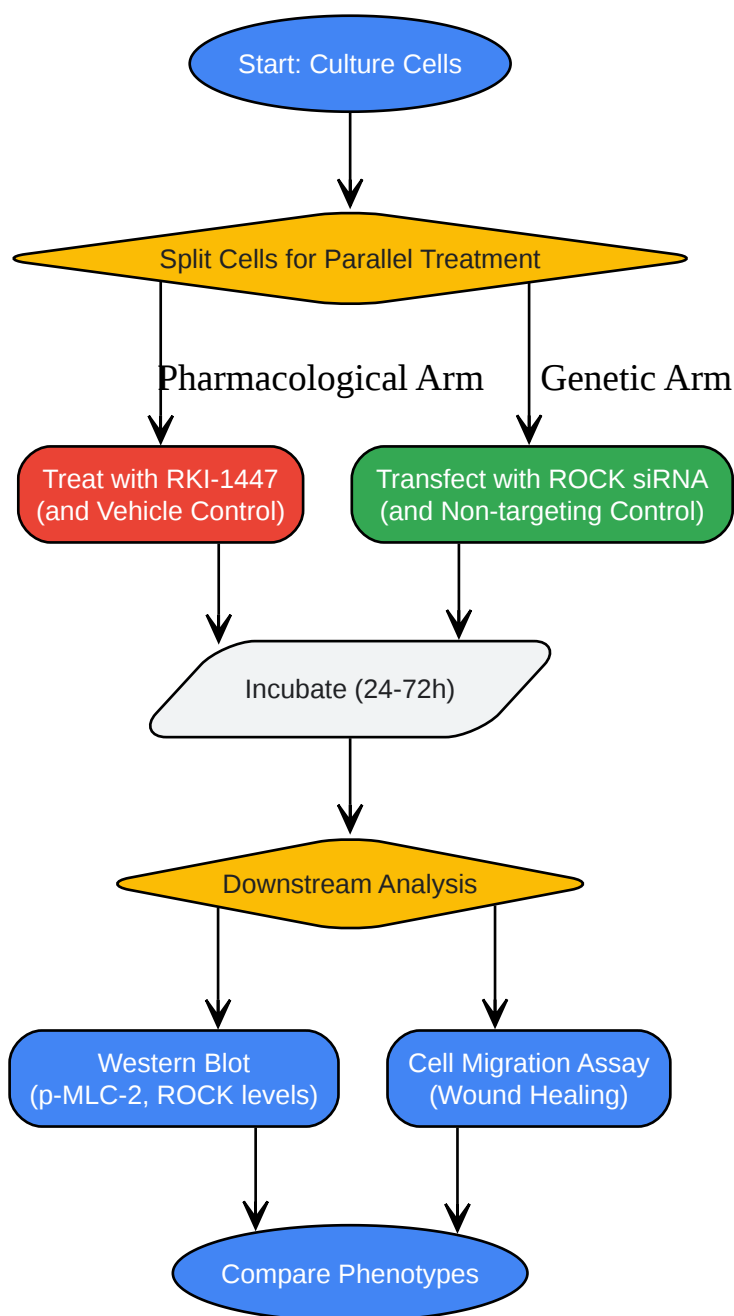 Start: Culture Cells
Split Cells for Parallel Treatment
Pharmacological Arm
Genetic Arm
Treat with RKI-1447
(and Vehicle Control)
Transfect with ROCK siRNA
(and Non-targeting Control)
Incubate (24-72h)
Downstream Analysis
Western Blot
(p-MLC-2, ROCK levels)
Cell Migration Assay
(Wound Healing)
Compare Phenotypes